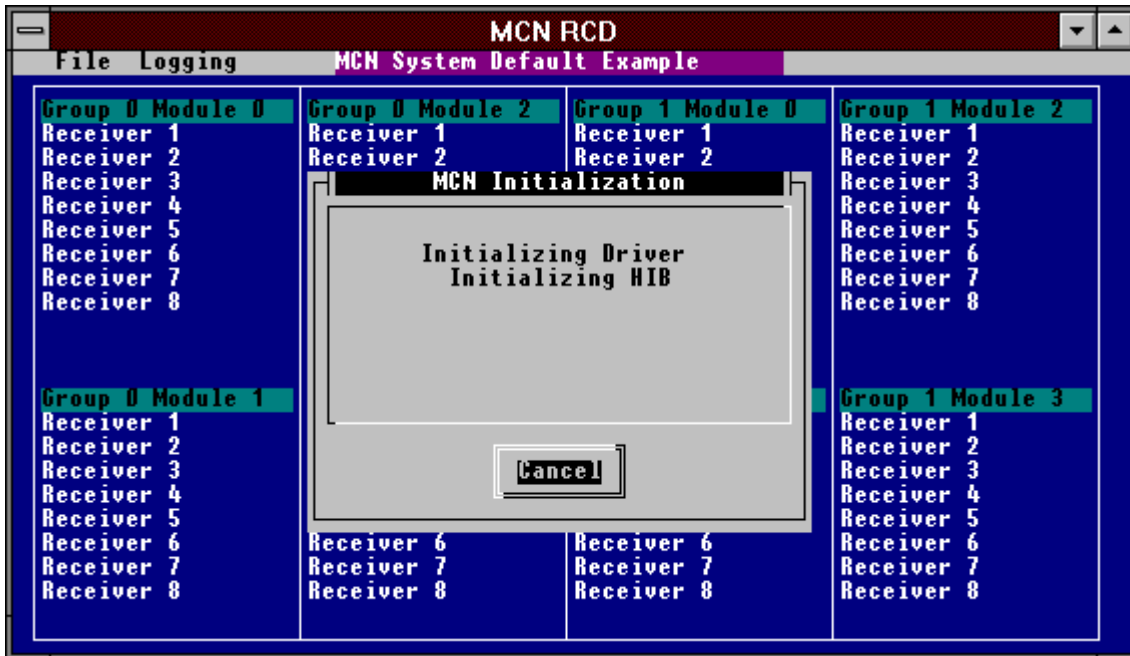 MCN RCD
File Logging MCN System Default Example
Group 0 Module 0
Receiver 1
Receiver 2
Receiver 3
Receiver 4
Receiver 5
Receiver 6
Receiver 7
Receiver 8
Group 0 Module 1
Receiver 1
Receiver 2
Receiver 3
Receiver 4
Receiver 5
Receiver 6
Receiver 7
Receiver 8
Group 0 Module 2
Receiver 1
Receiver 2
Receiver 6
Receiver 7
Receiver 8
Group 1 Module 0
Receiver 1
Receiver 2
Receiver 6
Receiver 7
Receiver 8
Group 1 Module 2
Receiver 1
Receiver 2
Receiver 3
Receiver 4
Receiver 5
Receiver 6
Receiver 7
Receiver 8
Group 1 Module 3
Receiver 1
Receiver 2
Receiver 3
Receiver 4
Receiver 5
Receiver 6
Receiver 7
Receiver 8
MCN Initialization
Initializing Driver
Initializing HIB
Cancel